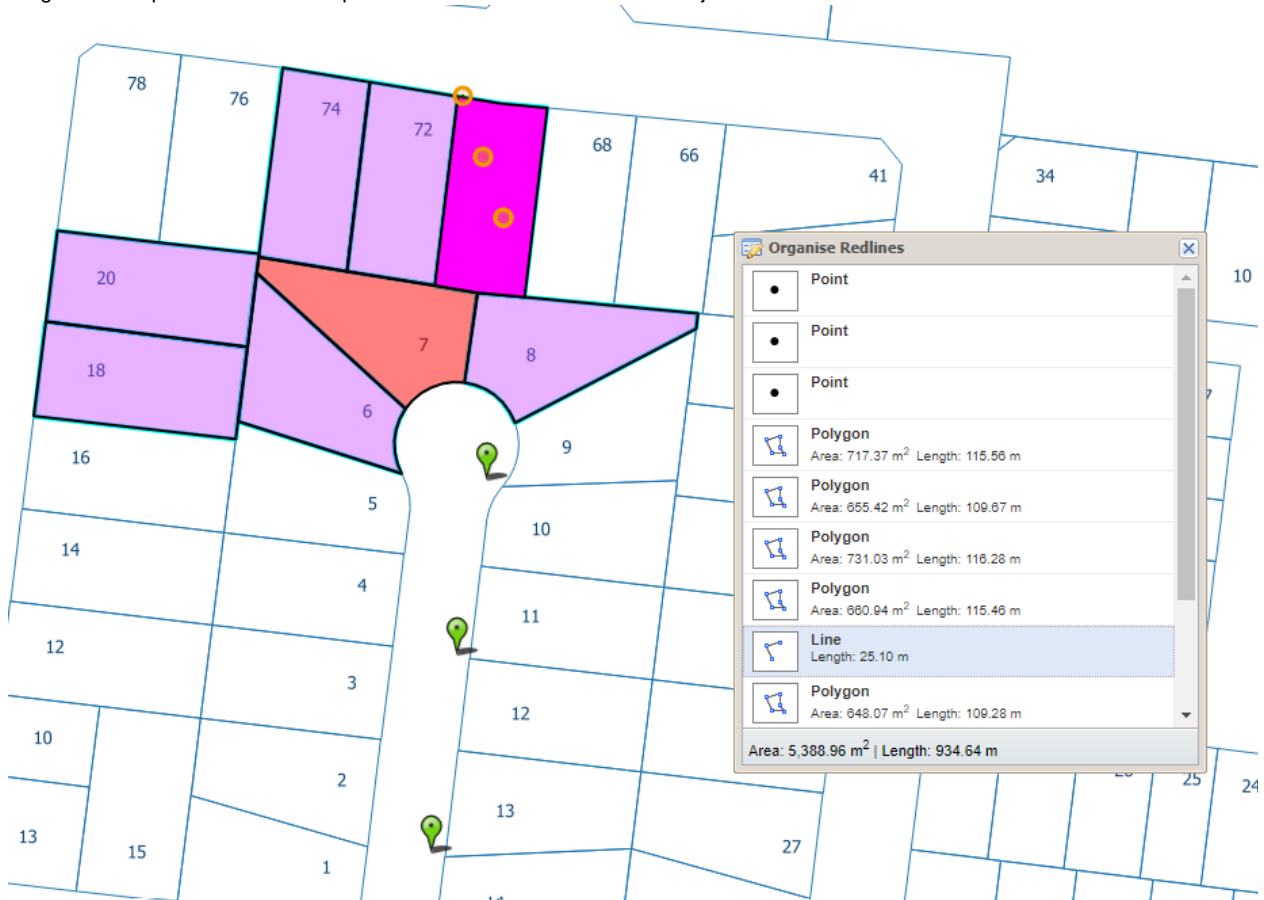 78
76
74
72
68
66
41
34
10
20
18
7
8
6
16
9
5
14
10
4
11
12
3
12
10
2
13
25
24
13
15
1
27
Organise Redlines
Point
Point
Point
Polygon
Area: 717.37 m2 Length: 115.56 m
Polygon
Area: 655.42 m2 Length: 109.67 m
Polygon
Area: 731.03 m2 Length: 116.28 m
Polygon
Area: 660.94 m2 Length: 115.46 m
Line
Length: 25.10 m
Polygon
Area: 648.07 m2 Length: 109.28 m
Area: 5,388.96 m2 | Length: 934.64 m